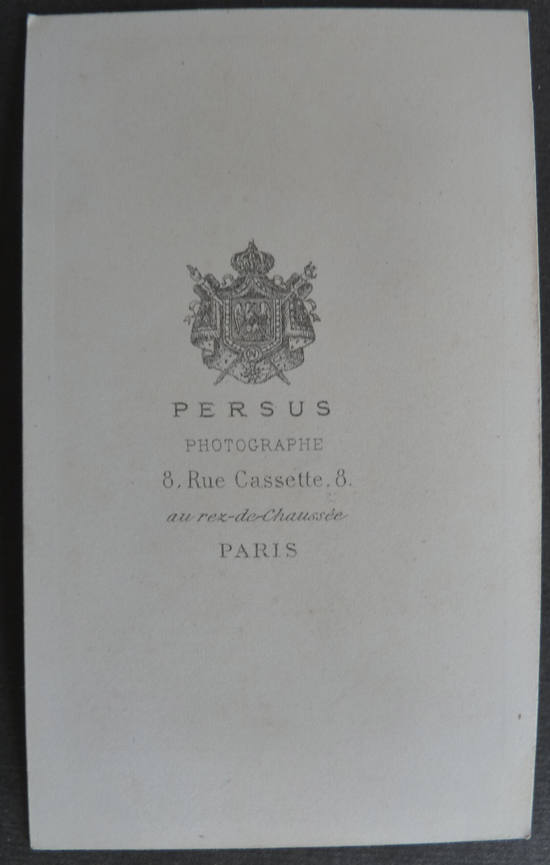 PERSUS
PHOTOGRAPHE
8, Rue Cassette, 8.
au rez-de-Chaussée
PARIS